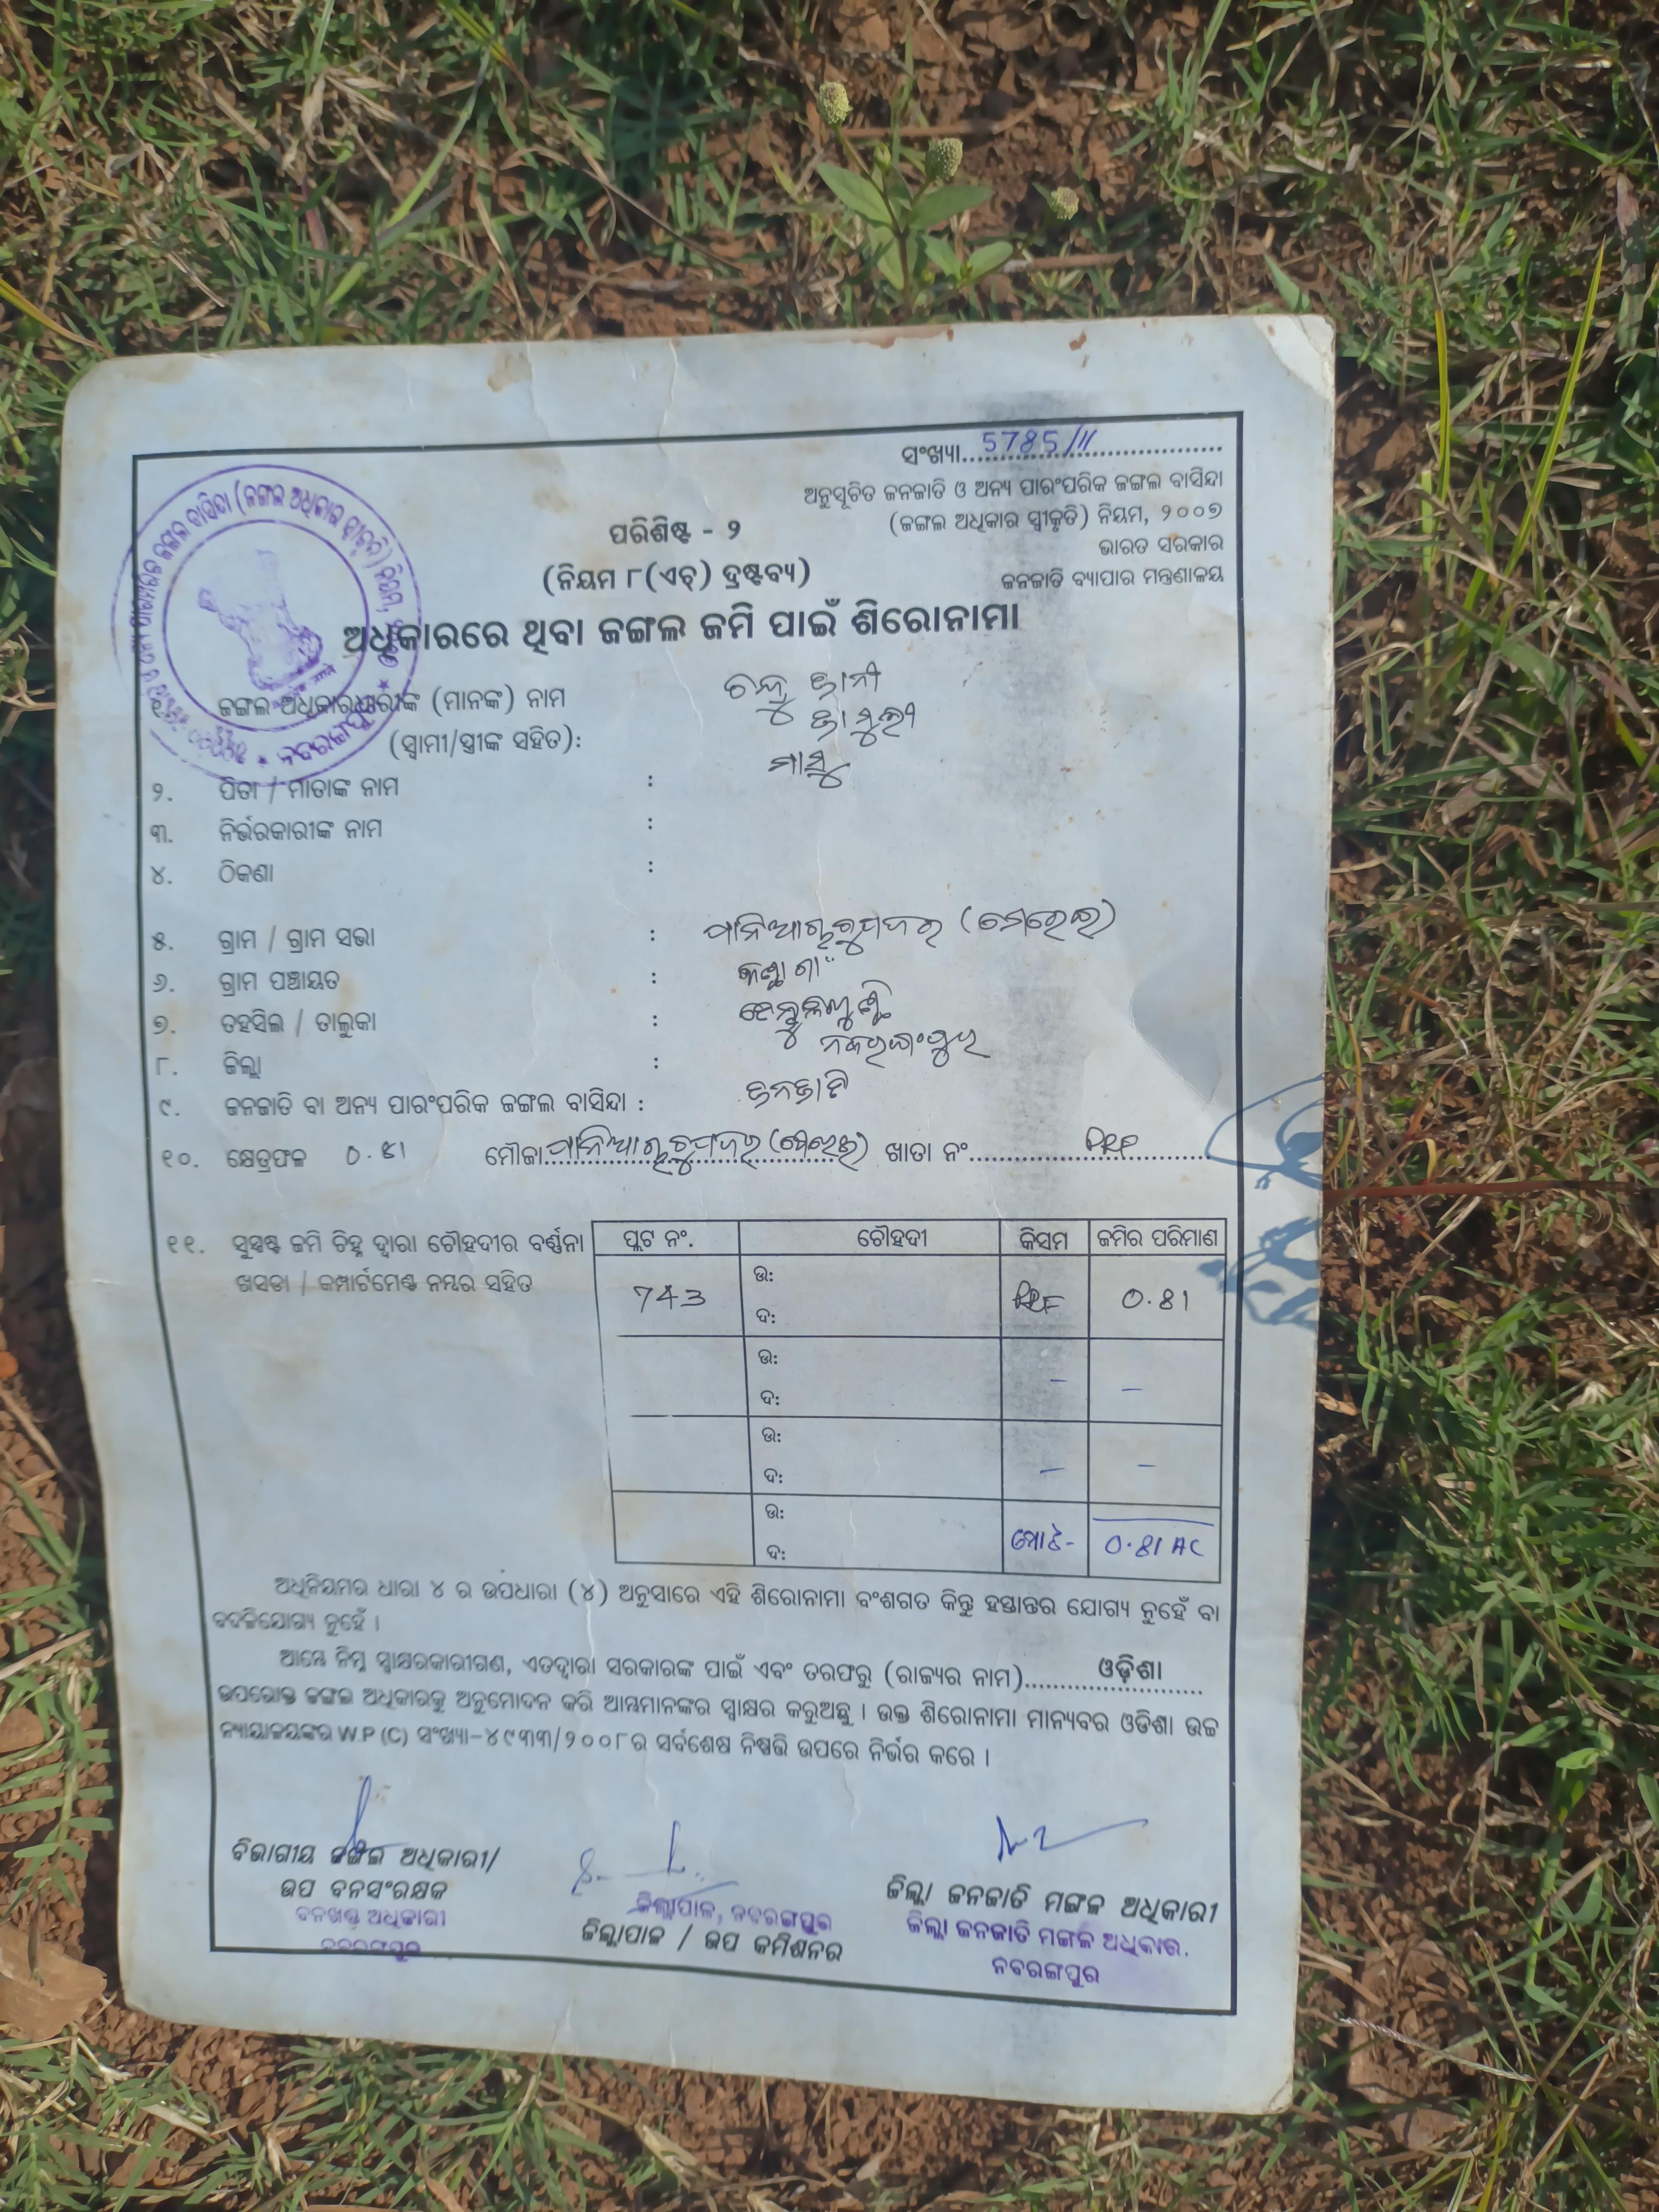 ସଂଖ୍ୟା 5785/11
ଅନୁସୂଚିତ ଜନଜାତି ଓ ଅନ୍ୟ ପାରଂପରିକ ଜଙ୍ଗଲ ବାସିନ୍ଦା
(ଜଙ୍ଗଲ ଅଧିକାର ସ୍ୱୀକୃତି) ନିୟମ, ୨୦୦୭
ଭାରତ ସରକାର
ଜନଜାତି ବ୍ୟାପାର ମନ୍ତ୍ରଣାଳୟ
ପରିଶିଷ୍ଟ - ୨
(ନିୟମ ୮(ଏଚ୍) ଦ୍ରଷ୍ଟବ୍ୟ)
ଅଧିକାରରେ ଥିବା ଜଙ୍ଗଲ ଜମି ପାଇଁ ଶିରୋନାମା
୧. ଜଙ୍ଗଲ ଅଧିକାରଧାରୀଙ୍କ (ମାନଙ୍କ) ନାମ ଚନ୍ଦ୍ରୁ ଜାନୀ
(ସ୍ୱାମୀ/ସ୍ତ୍ରୀଙ୍କ ସହିତ):
୨. ପିତା / ମାତାଙ୍କ ନାମ :
୩. ନିର୍ଭରକାରୀଙ୍କ ନାମ :
୪. ଠିକଣା :
୫. ଗ୍ରାମ / ଗ୍ରାମ ସଭା :
୬. ଗ୍ରାମ ପଞ୍ଚାୟତ :
୭. ତହସିଲ / ତାଲୁକା :
୮. ଜିଲ୍ଲା : ନବରଙ୍ଗପୁର
୯. ଜନଜାତି ବା ଅନ୍ୟ ପାରଂପରିକ ଜଙ୍ଗଲ ବାସିନ୍ଦା : ଜନଜାତି
୧୦. କ୍ଷେତ୍ରଫଳ 0.81 ମୌଜା ଖାତା ନଂ
୧୧. ସୁସ୍ପଷ୍ଟ ଜମି ଚିହ୍ନ ଦ୍ୱାରା ଚୌହଦୀର ବର୍ଣ୍ଣନା
ଖସଡା / କମ୍ପାର୍ଟମେଣ୍ଟ ନମ୍ବର ସହିତ
ପ୍ଲଟ ନଂ. ଚୌହଦୀ କିସମ ଜମିର ପରିମାଣ
ଉ:
743 0.81
ଦ:
ଉ:
– –
ଦ:
ଉ:
– –
ଦ:
ଉ:
ମୋଟ- 0.81 AC
ଦ:
ଅଧିନିୟମର ଧାରା ୪ ର ଉପଧାରା (୪) ଅନୁସାରେ ଏହି ଶିରୋନାମା ବଂଶଗତ କିନ୍ତୁ ହସ୍ତାନ୍ତର ଯୋଗ୍ୟ ନୁହେଁ ବା
ବଦଳିଯୋଗ୍ୟ ନୁହେଁ ।
ଆମ୍ଭେ ନିମ୍ନ ସ୍ୱାକ୍ଷରକାରୀଗଣ, ଏତଦ୍ୱାରା ସରକାରଙ୍କ ପାଇଁ ଏବଂ ତରଫରୁ (ରାଜ୍ୟର ନାମ) ଓଡ଼ିଶା
ଉପରୋକ୍ତ ଜଙ୍ଗଲ ଅଧିକାରକୁ ଅନୁମୋଦନ କରି ଆମ୍ଭମାନଙ୍କର ସ୍ୱାକ୍ଷର କରୁଅଛୁ । ଉକ୍ତ ଶିରୋନାମା ମାନ୍ୟବର ଓଡିଶା ଉଚ୍ଚ
ନ୍ୟାୟାଳୟଙ୍କର W.P (C) ସଂଖ୍ୟା-୪୯୩୩/୨୦୦୮ ର ସର୍ବଶେଷ ନିଷ୍ପତ୍ତି ଉପରେ ନିର୍ଭର କରେ ।
ବିଭାଗୀୟ ଜଙ୍ଗଲ ଅଧିକାରୀ/
ଉପ ବନସଂରକ୍ଷକ
ବନଖଣ୍ଡ ଅଧିକାରୀ
ନବରଙ୍ଗପୁର
ଜିଲ୍ଲାପାଳ, ନବରଙ୍ଗପୁର
ଜିଲ୍ଲାପାଳ / ଉପ କମିଶନର
ଜିଲ୍ଲା ଜନଜାତି ମଙ୍ଗଳ ଅଧିକାରୀ
ଜିଲ୍ଲା ଜନଜାତି ମଙ୍ଗଳ ଅଧିକାରୀ.
ନବରଙ୍ଗପୁର